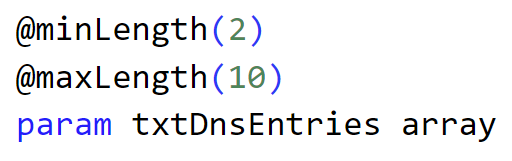 @minLength(2)
@maxLength(10)
param txtDnsEntries array